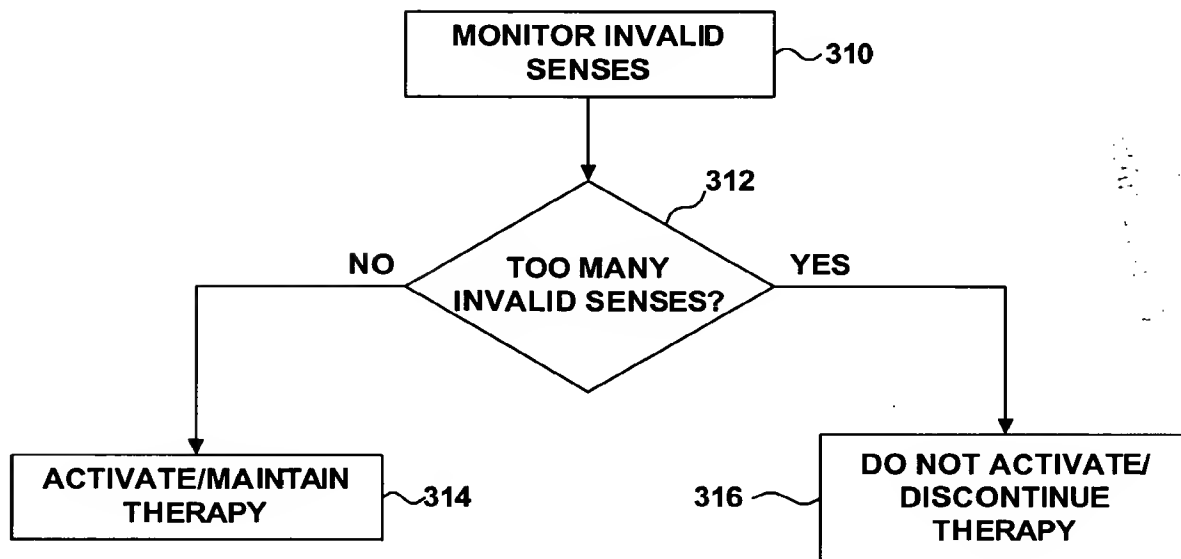 MONITOR INVALID
SENSES
310
312
NO
TOO MANY
INVALID SENSES?
YES
ACTIVATE/MAINTAIN
THERAPY
314
316
DO NOT ACTIVATE/
DISCONTINUE
THERAPY